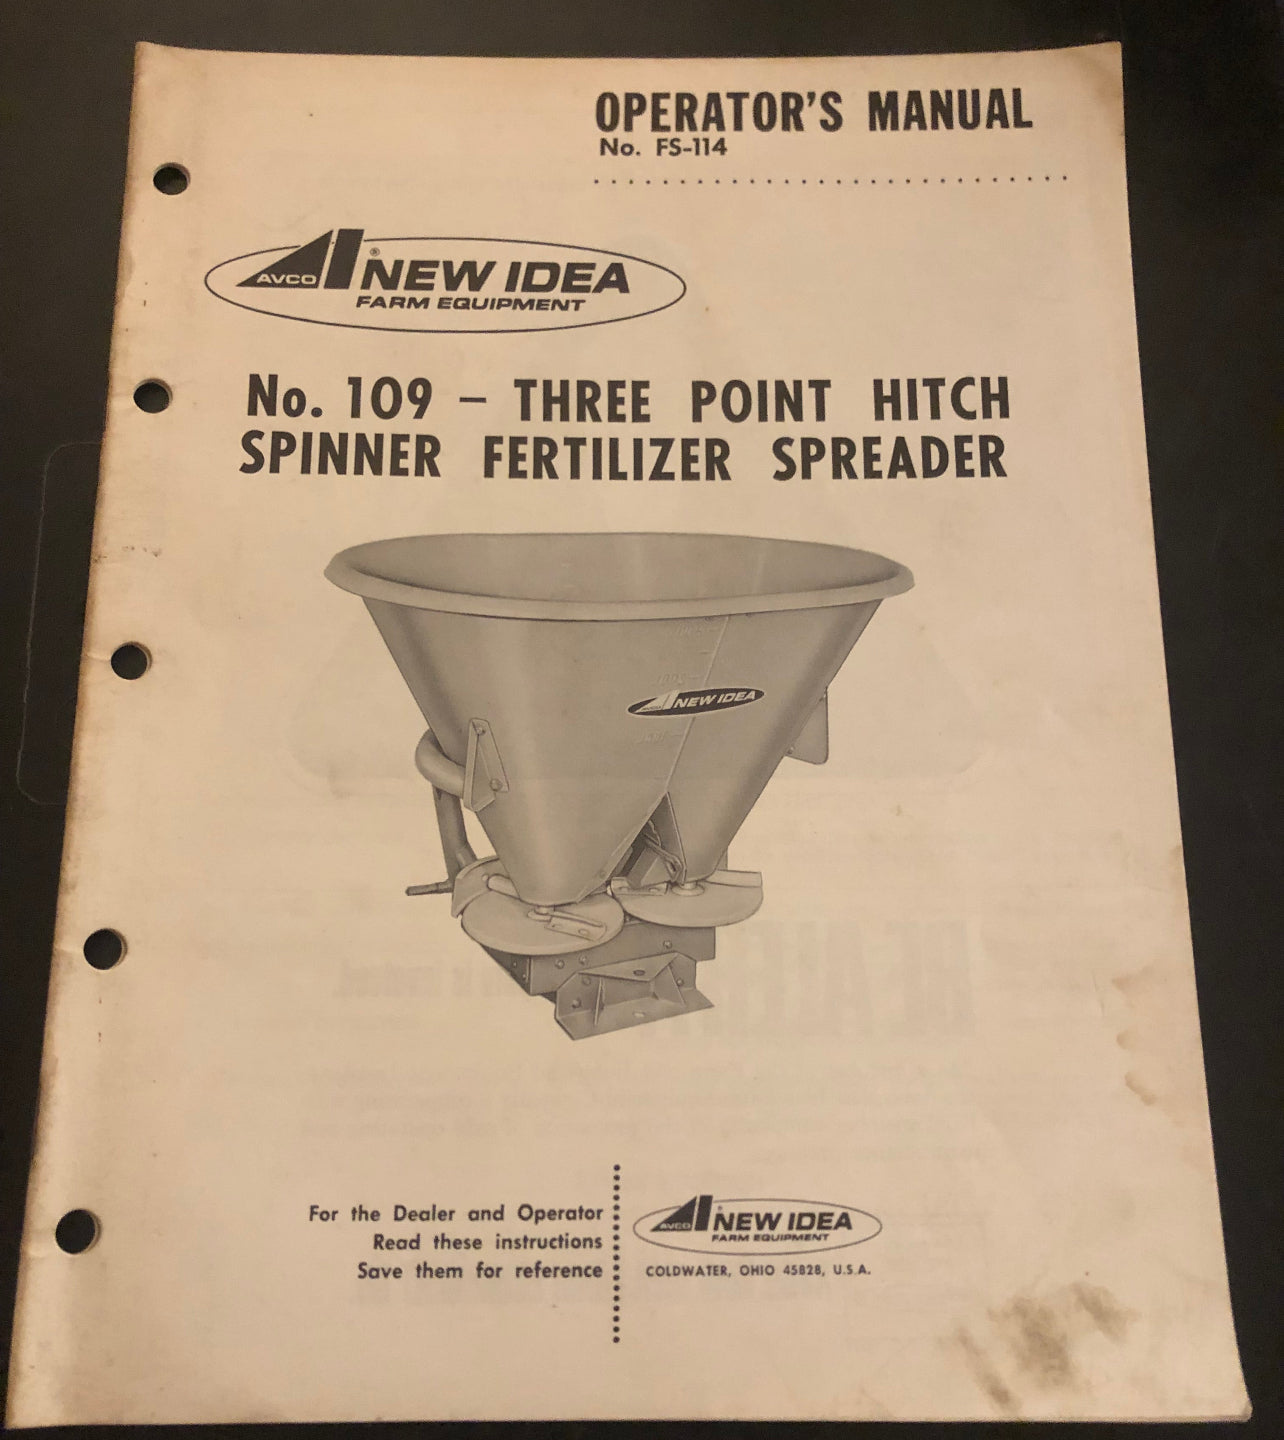 OPERATOR'S MANUAL
No. FS-114
AVCO NEW IDEA ®
FARM EQUIPMENT
No. 109 – THREE POINT HITCH
SPINNER FERTILIZER SPREADER
NEW IDEA
For the Dealer and Operator
Read these instructions
Save them for reference
AVCO NEW IDEA ®
FARM EQUIPMENT
COLDWATER, OHIO 45828, U.S.A.